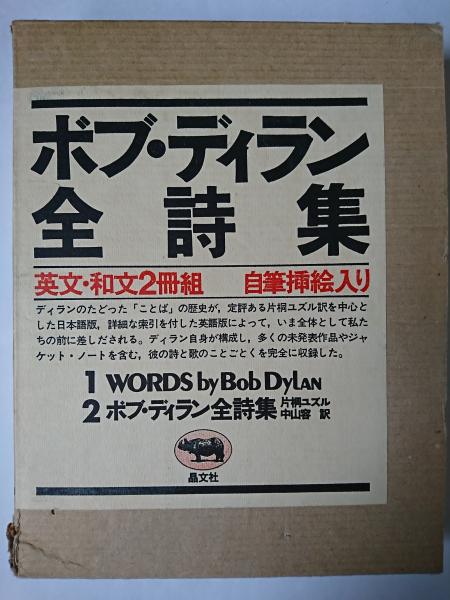 ボブ・ディラン
全詩集
英文・和文2冊組 自筆挿絵入り
ディランのたどった「ことば」の歴史が，定評ある片桐ユズル訳を中心と
した日本語版，詳細な索引を付した英語版によって，いま全体として私た
ちの前に差しだされる。ディラン自身が構成し，多くの未発表作品やジャ
ケット・ノートを含む，彼の詩と歌のことごとくを完全に収録した。
1 WORDS by Bob DyLAN
2 ボブ・ディラン全詩集 片桐ユズル
中山容 訳
晶文社